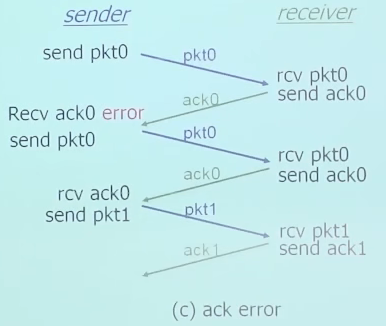 sender
receiver
send pkt0
pkt0
rcv pkt0
send ack0
ack0
Recv ack0 error
send pkt0
pkt0
rcv pkt0
send ack0
ack0
rcv ack0
send pkt1
pkt1
rcv pkt1
send ack1
ack1
(c) ack error